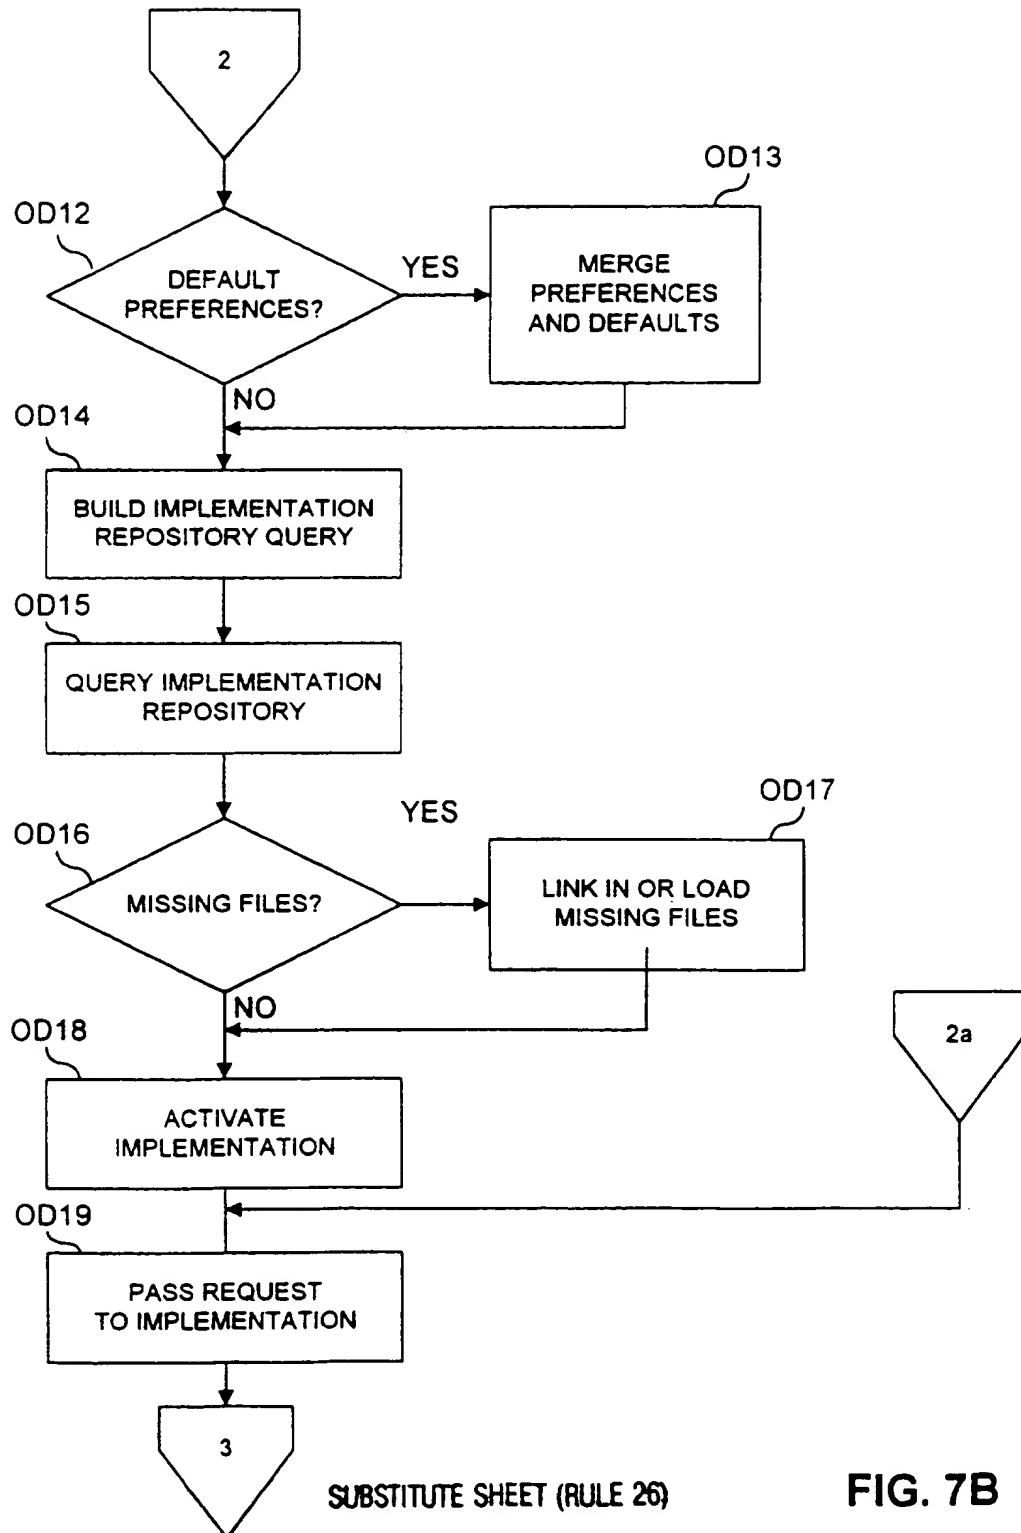 2
OD13
OD12
DEFAULT
PREFERENCES?
YES
MERGE
PREFERENCES
AND DEFAULTS
NO
OD14
BUILD IMPLEMENTATION
REPOSITORY QUERY
OD15
QUERY IMPLEMENTATION
REPOSITORY
YES
OD17
OD16
MISSING FILES?
LINK IN OR LOAD
MISSING FILES
NO
OD18
2a
ACTIVATE
IMPLEMENTATION
OD19
PASS REQUEST
TO IMPLEMENTATION
3
SUBSTITUTE SHEET (RULE 26)
FIG. 7B